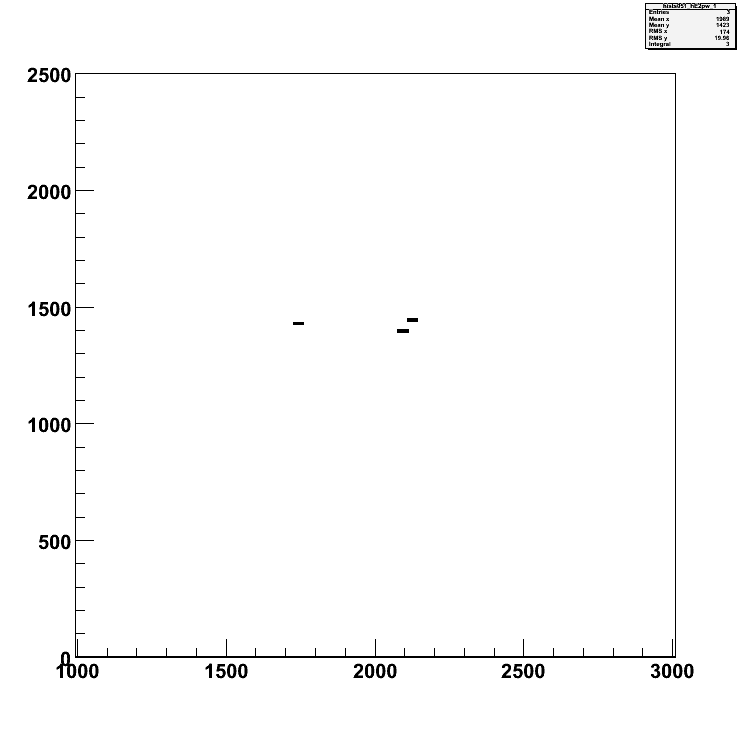 Entries 3
Mean x 1969
Mean y 1423
RMS x 174
RMS y 19.96
Integral 3
2500
2000
1500
1000
500
0
1000 1500 2000 2500 3000